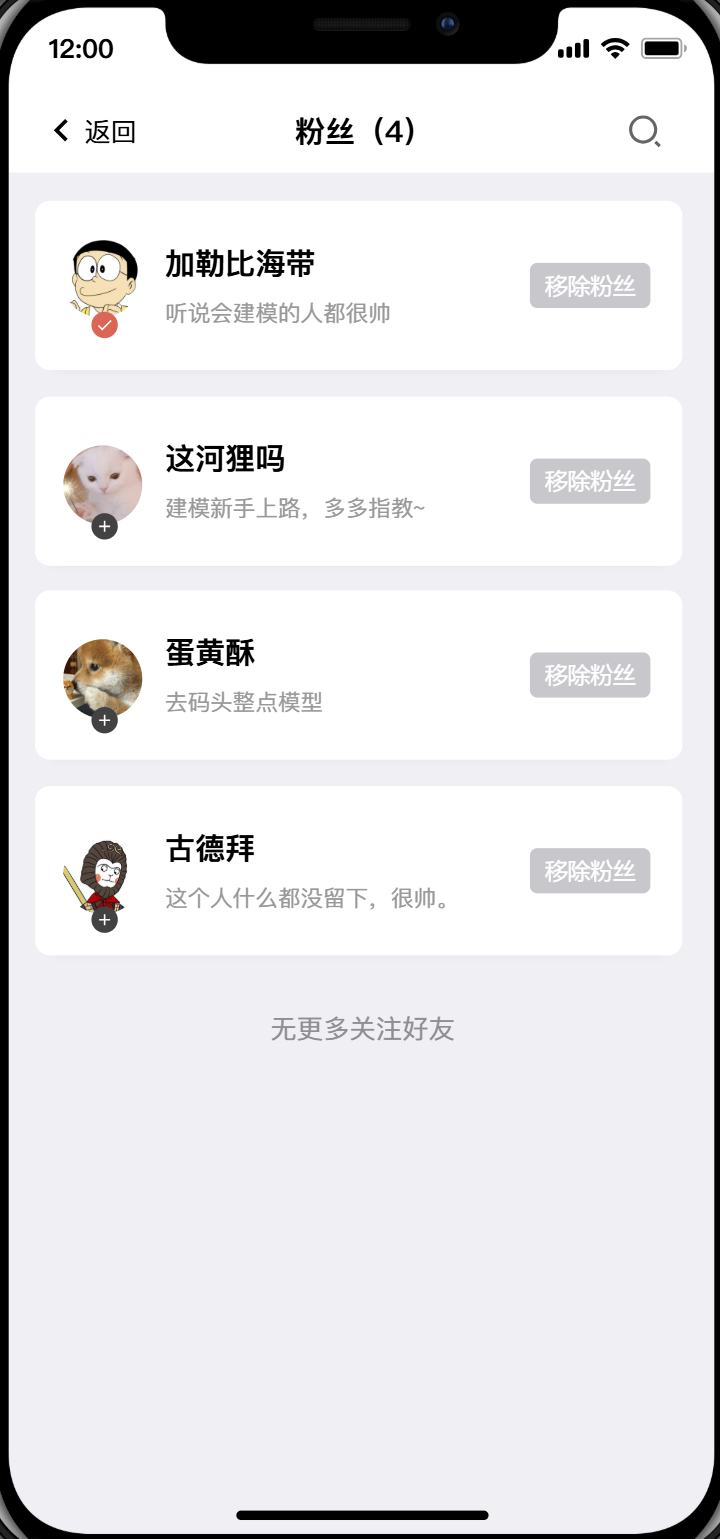 12:00
返回
粉丝（4）
加勒比海带
听说会建模的人都很帅
移除粉丝
这河狸吗
建模新手上路，多多指教~
移除粉丝
蛋黄酥
去码头整点模型
移除粉丝
古德拜
这个人什么都没留下，很帅。
移除粉丝
无更多关注好友